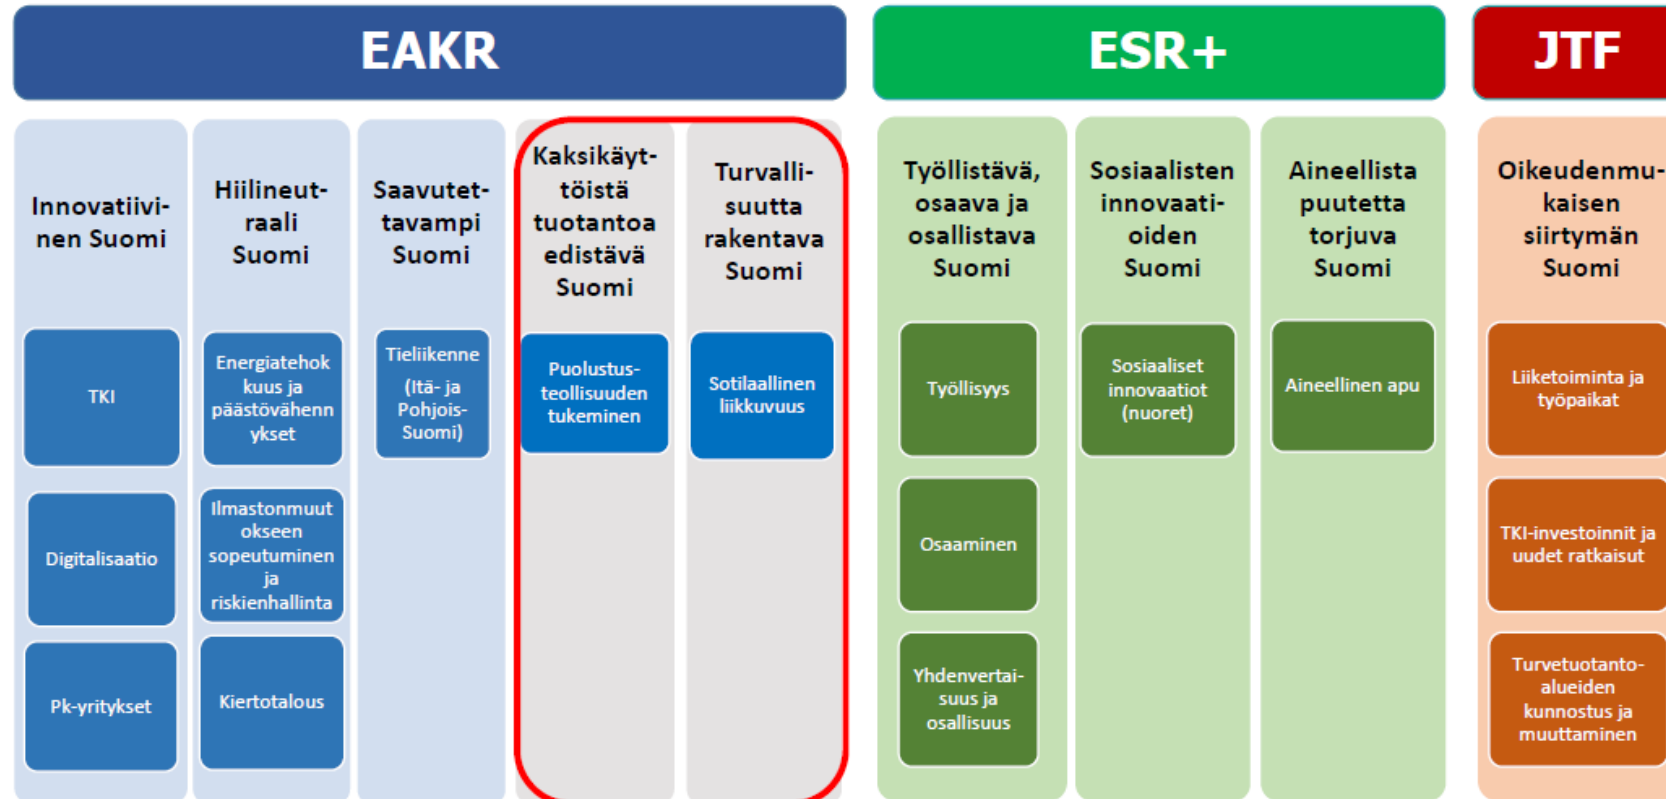 EAKR
ESR+
JTF
Innovatiivi-
nen Suomi
TKI
Digitalisaatio
Pk-yritykset
Hiilineut-
raali
Suomi
Energiatehok
kuus ja
päästövähenn
ykset
Ilmastonmuut
okseen
sopeutuminen
ja
riskienhallinta
Kiertotalous
Saavutet-
tavampi
Suomi
Tieliikenne
(Itä- ja
Pohjois-
Suomi)
Kaksikäyt-
töistä
tuotantoa
edistävä
Suomi
Puolustus-
teollisuuden
tukeminen
Turvalli-
suutta
rakentava
Suomi
Sotilaallinen
liikkuvuus
Työllistävä,
osaava ja
osallistava
Suomi
Työllisyys
Osaaminen
Yhdenvertai-
suus ja
osallisuus
Sosiaalisten
innovaati-
oiden
Suomi
Sosiaaliset
innovaatiot
(nuoret)
Aineellista
puutetta
torjuva
Suomi
Aineellinen apu
Oikeudenmu-
kaisen
siirtymän
Suomi
Liiketoiminta ja
työpaikat
TKI-investoinnit ja
uudet ratkaisut
Turvetuotanto-
alueiden
kunnostus ja
muuttaminen